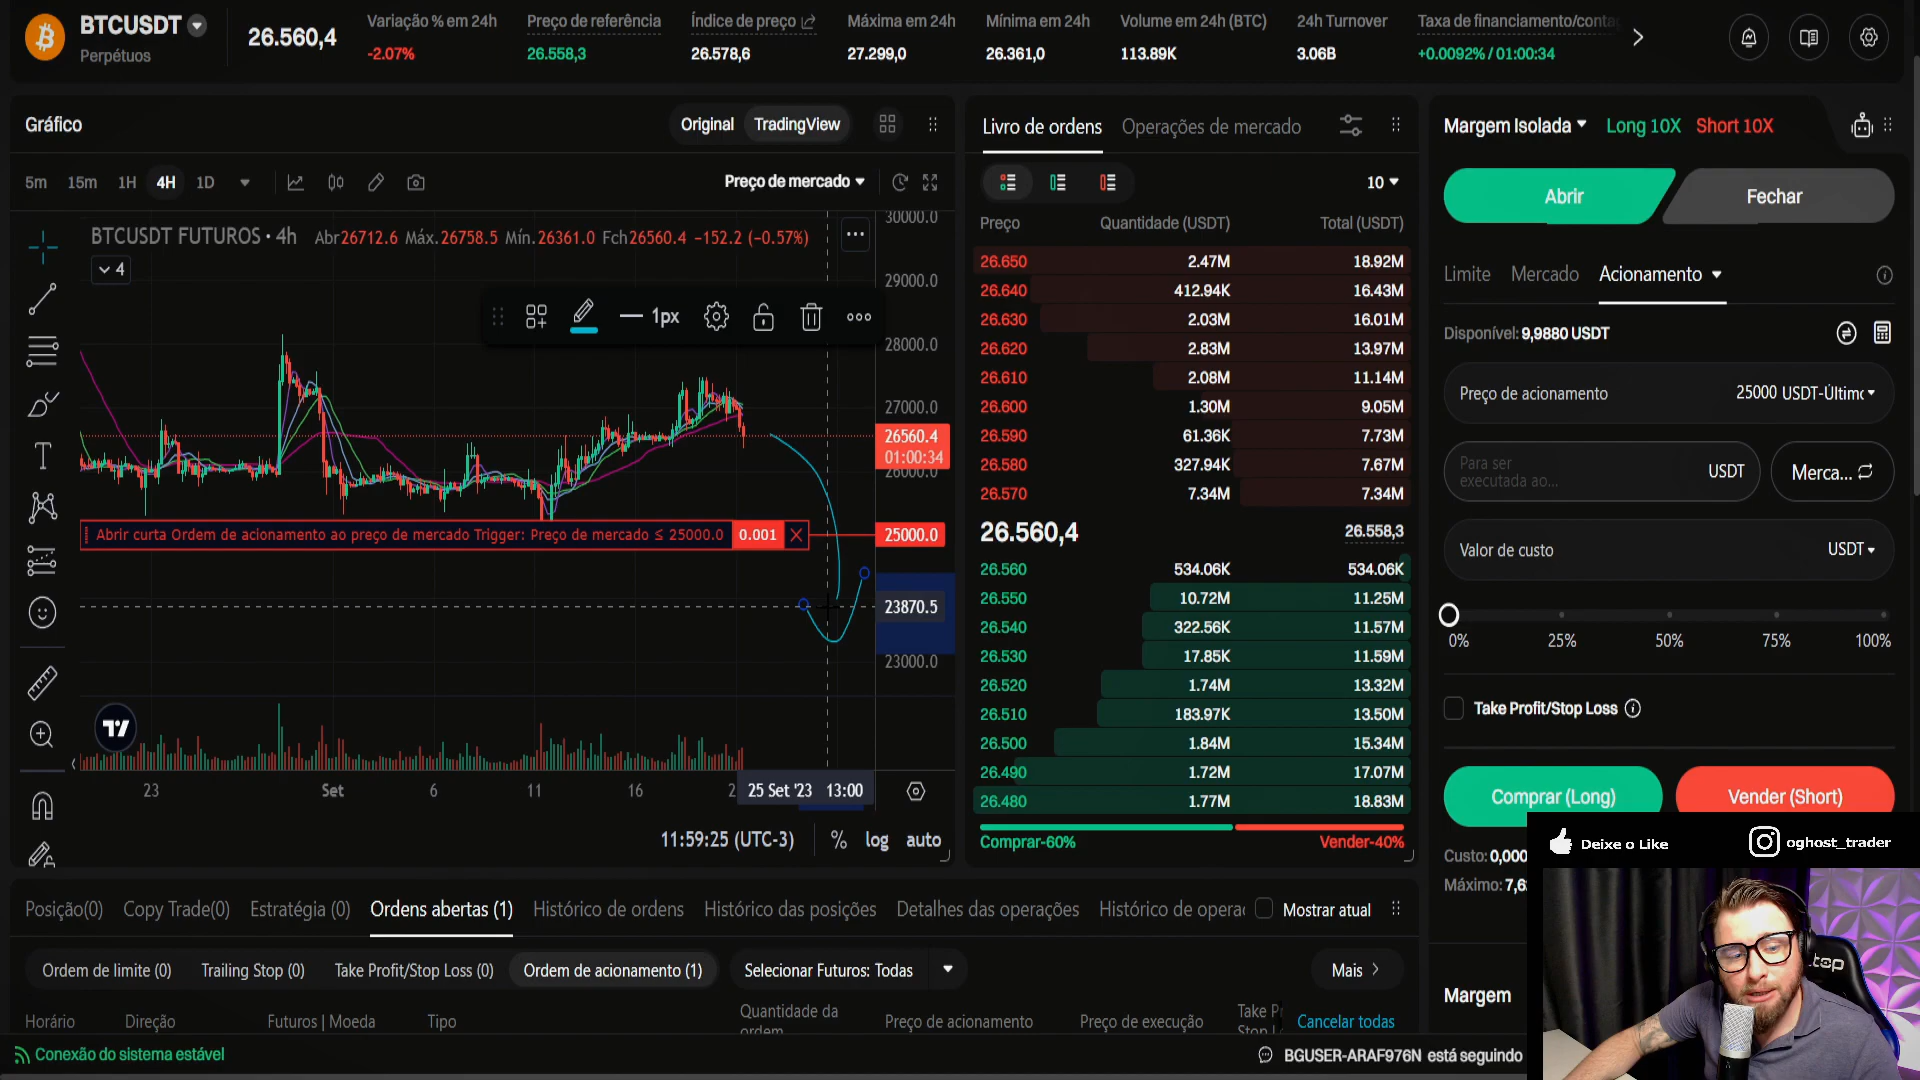 BTCUSDT
Perpétuos
26.560,4
Variação % em 24h
-2.07%
Preço de referência
26.558,3
Índice de preço
26.578,6
Máxima em 24h
27.299,0
Mínima em 24h
26.361,0
Volume em 24h (BTC)
113.89K
24h Turnover
3.06B
Taxa de financiamento/conta
+0.0092% / 01:00:34
Gráfico
Original
TradingView
5m 15m 1H 4H 1D
Preço de mercado
BTCUSDT FUTUROS • 4h Abr26712.6 Máx.26758.5 Mín.26361.0 Fch26560.4 −152.2 (−0.57%)
4
1px
30000.0
29000.0
28000.0
27000.0
26560.4
01:00:34
26000.0
Abrir curta Ordem de acionamento ao preço de mercado Trigger: Preço de mercado ≤ 25000.0
0.001
25000.0
23870.5
23000.0
23 Set 6 11 16 2
25 Set '23 13:00
11:59:25 (UTC-3)
% log auto
Livro de ordens
Operações de mercado
10
Preço Quantidade (USDT) Total (USDT)
26.650 2.47M 18.92M
26.640 412.94K 16.43M
26.630 2.03M 16.01M
26.620 2.83M 13.97M
26.610 2.08M 11.14M
26.600 1.30M 9.05M
26.590 61.36K 7.73M
26.580 327.94K 7.67M
26.570 7.34M 7.34M
26.560,4 26.558,3
26.560 534.06K 534.06K
26.550 10.72M 11.25M
26.540 322.56K 11.57M
26.530 17.85K 11.59M
26.520 1.74M 13.32M
26.510 183.97K 13.50M
26.500 1.84M 15.34M
26.490 1.72M 17.07M
26.480 1.77M 18.83M
Comprar-60% Vender-40%
Margem Isolada Long 10X Short 10X
Abrir
Fechar
Limite Mercado Acionamento
Disponível: 9,9880 USDT
Preço de acionamento 25000 USDT-Últimc
Para ser
executada ao...
USDT
Merca...
Valor de custo USDT
0% 25% 50% 75% 100%
Take Profit/Stop Loss
Comprar (Long)
Vender (Short)
Custo: 0,000
Máximo: 7,6
Margem
Deixe o Like
oghost_trader
top
Posição(0) Copy Trade(0) Estratégia (0) Ordens abertas (1) Histórico de ordens Histórico das posições Detalhes das operações Histórico de operaç Mostrar atual
Ordem de limite (0) Trailing Stop (0) Take Profit/Stop Loss (0) Ordem de acionamento (1) Selecionar Futuros: Todas Mais
Horário Direção Futuros | Moeda Tipo
Quantidade da
ordem
Preço de acionamento Preço de execução
Take Pr
Stop L
Cancelar todas
Conexão do sistema estável
BGUSER-ARAF976N está seguindo